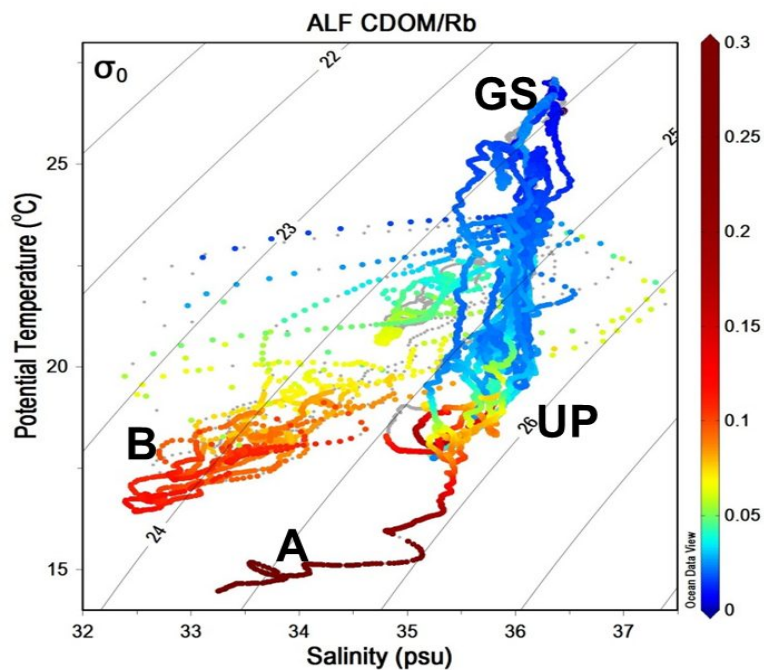 ALF CDOM/Rb
σ0
22
GS
25
23
B
A
24
26
UP
25
20
15
Potential Temperature (⁰C)
32
33
34
35
36
37
Salinity (psu)
0.3
0.25
0.2
0.15
0.1
0.05
0
Ocean Data View